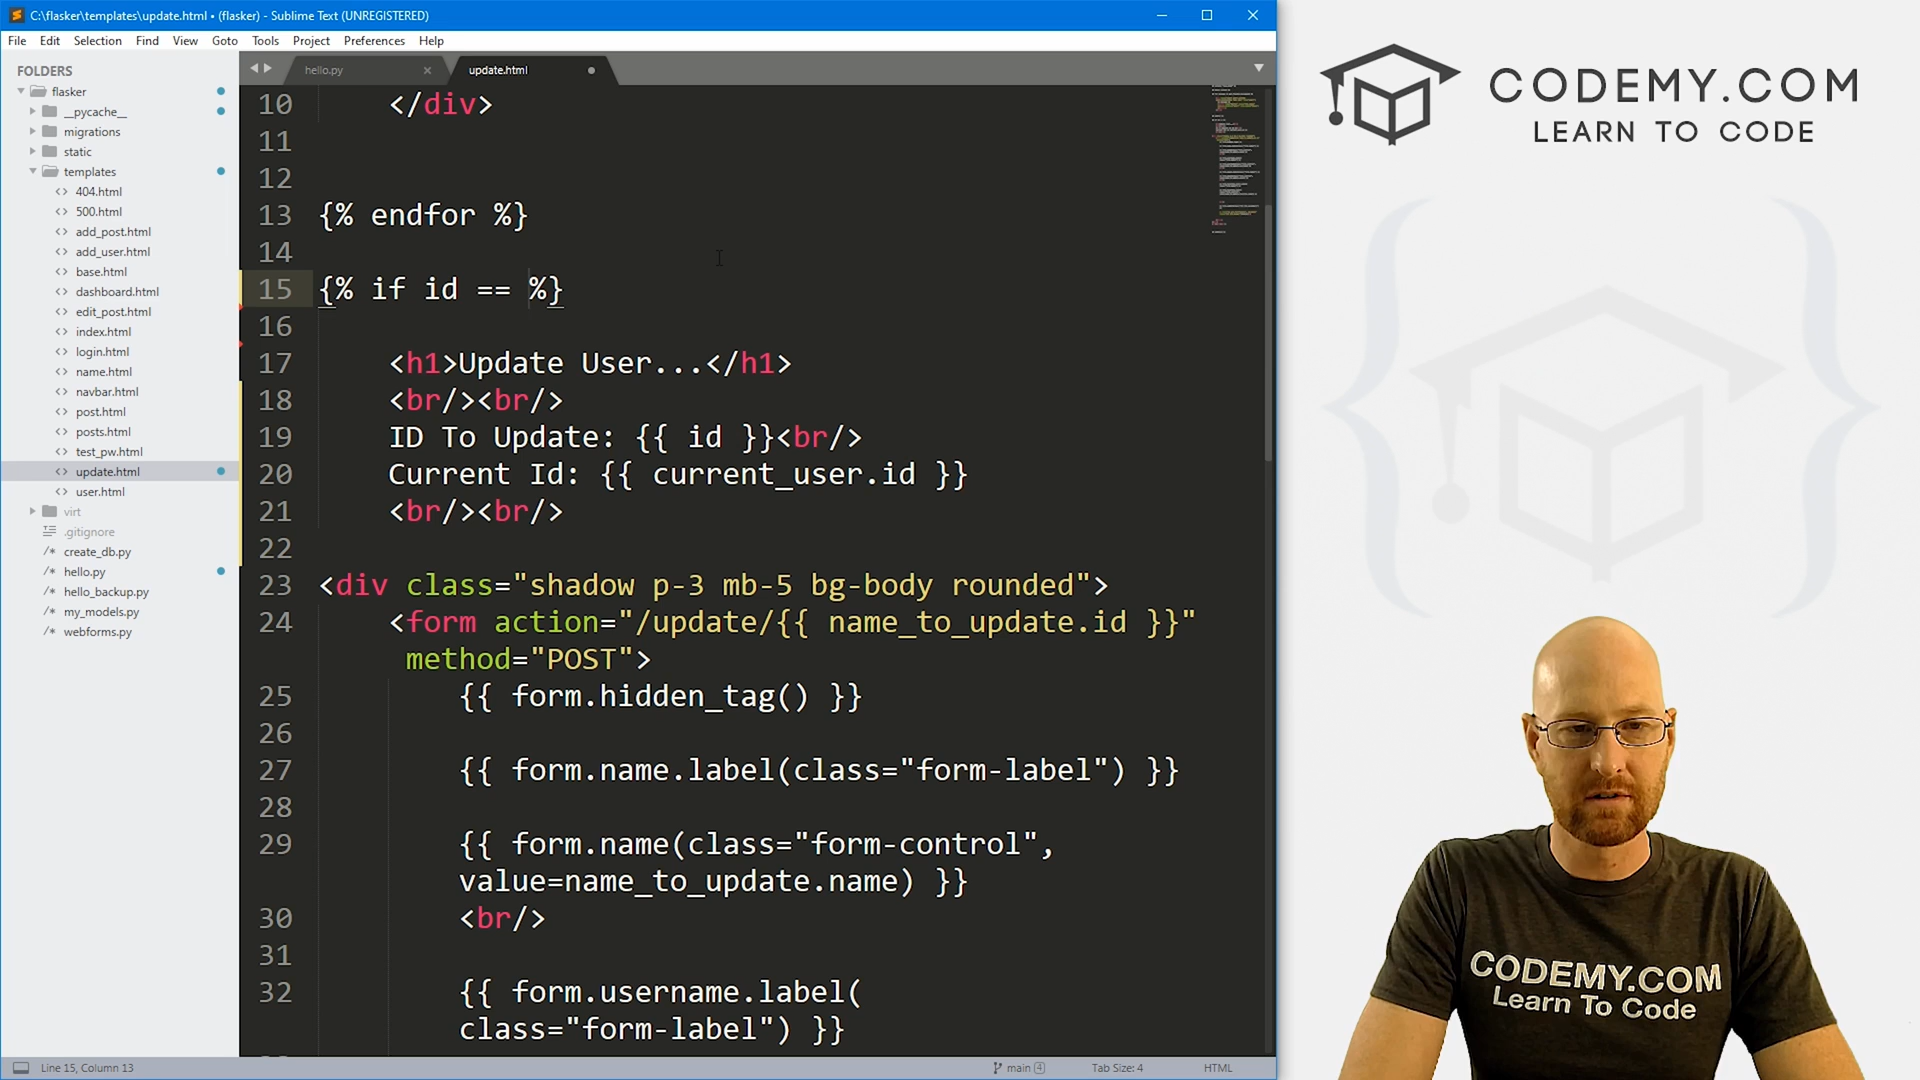 C:\flasker\templates\update.html • (flasker) - Sublime Text (UNREGISTERED)
File Edit Selection Find View Goto Tools Project Preferences Help
FOLDERS
flasker
__pycache__
migrations
static
templates
404.html
500.html
add_post.html
add_user.html
base.html
dashboard.html
edit_post.html
index.html
login.html
name.html
navbar.html
post.html
posts.html
test_pw.html
update.html
user.html
virt
.gitignore
create_db.py
hello.py
hello_backup.py
my_models.py
webforms.py
hello.py update.html
10 </div>
11
12
13 {% endfor %}
14
15 {% if id == %}
16
17 <h1>Update User...</h1>
18 <br/><br/>
19 ID To Update: {{ id }}<br/>
20 Current Id: {{ current_user.id }}
21 <br/><br/>
22
23 <div class="shadow p-3 mb-5 bg-body rounded">
24 <form action="/update/{{ name_to_update.id }}"
method="POST">
25 {{ form.hidden_tag() }}
26
27 {{ form.name.label(class="form-label") }}
28
29 {{ form.name(class="form-control",
value=name_to_update.name) }}
30 <br/>
31
32 {{ form.username.label(
class="form-label") }}
Line 15, Column 13 main 4 Tab Size: 4 HTML
CODEMY.COM
LEARN TO CODE
CODEMY.COM
Learn To Code